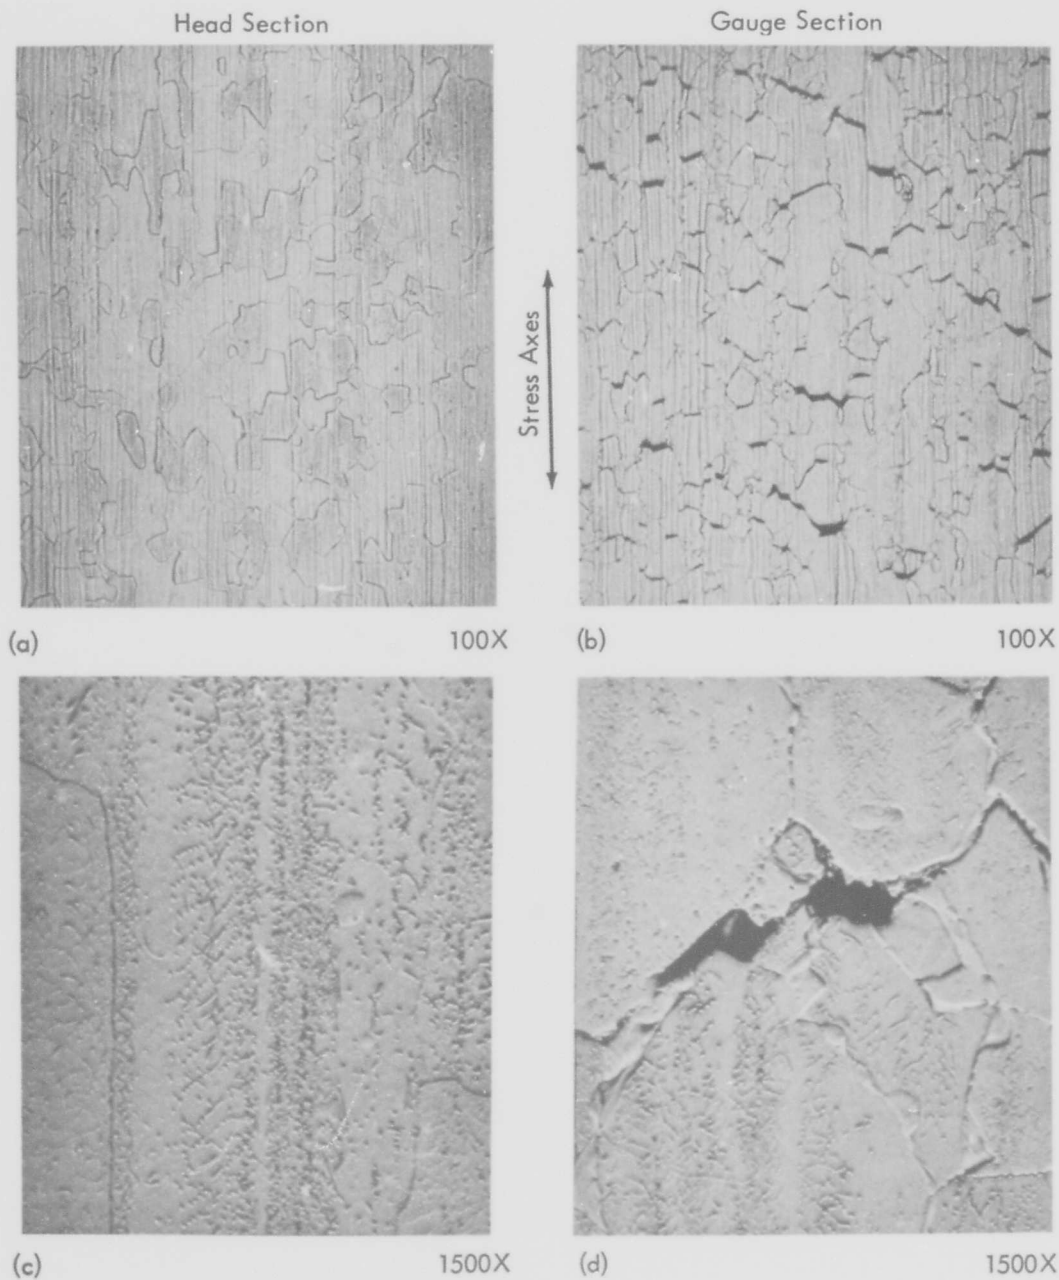 Head Section
Gauge Section
Stress Axes
(a)
100X
(b)
100X
(c)
1500X
(d)
1500X